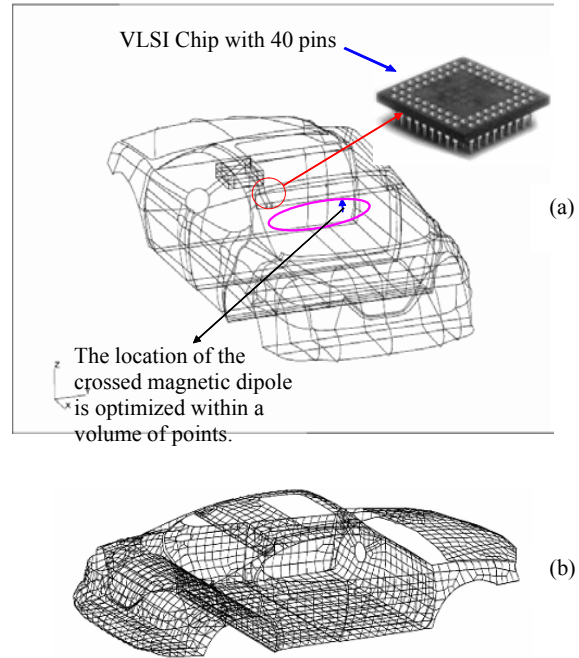 VLSI Chip with 40 pins
(a)
The location of the
crossed magnetic dipole
is optimized within a
volume of points.
z
Y
x
(b)